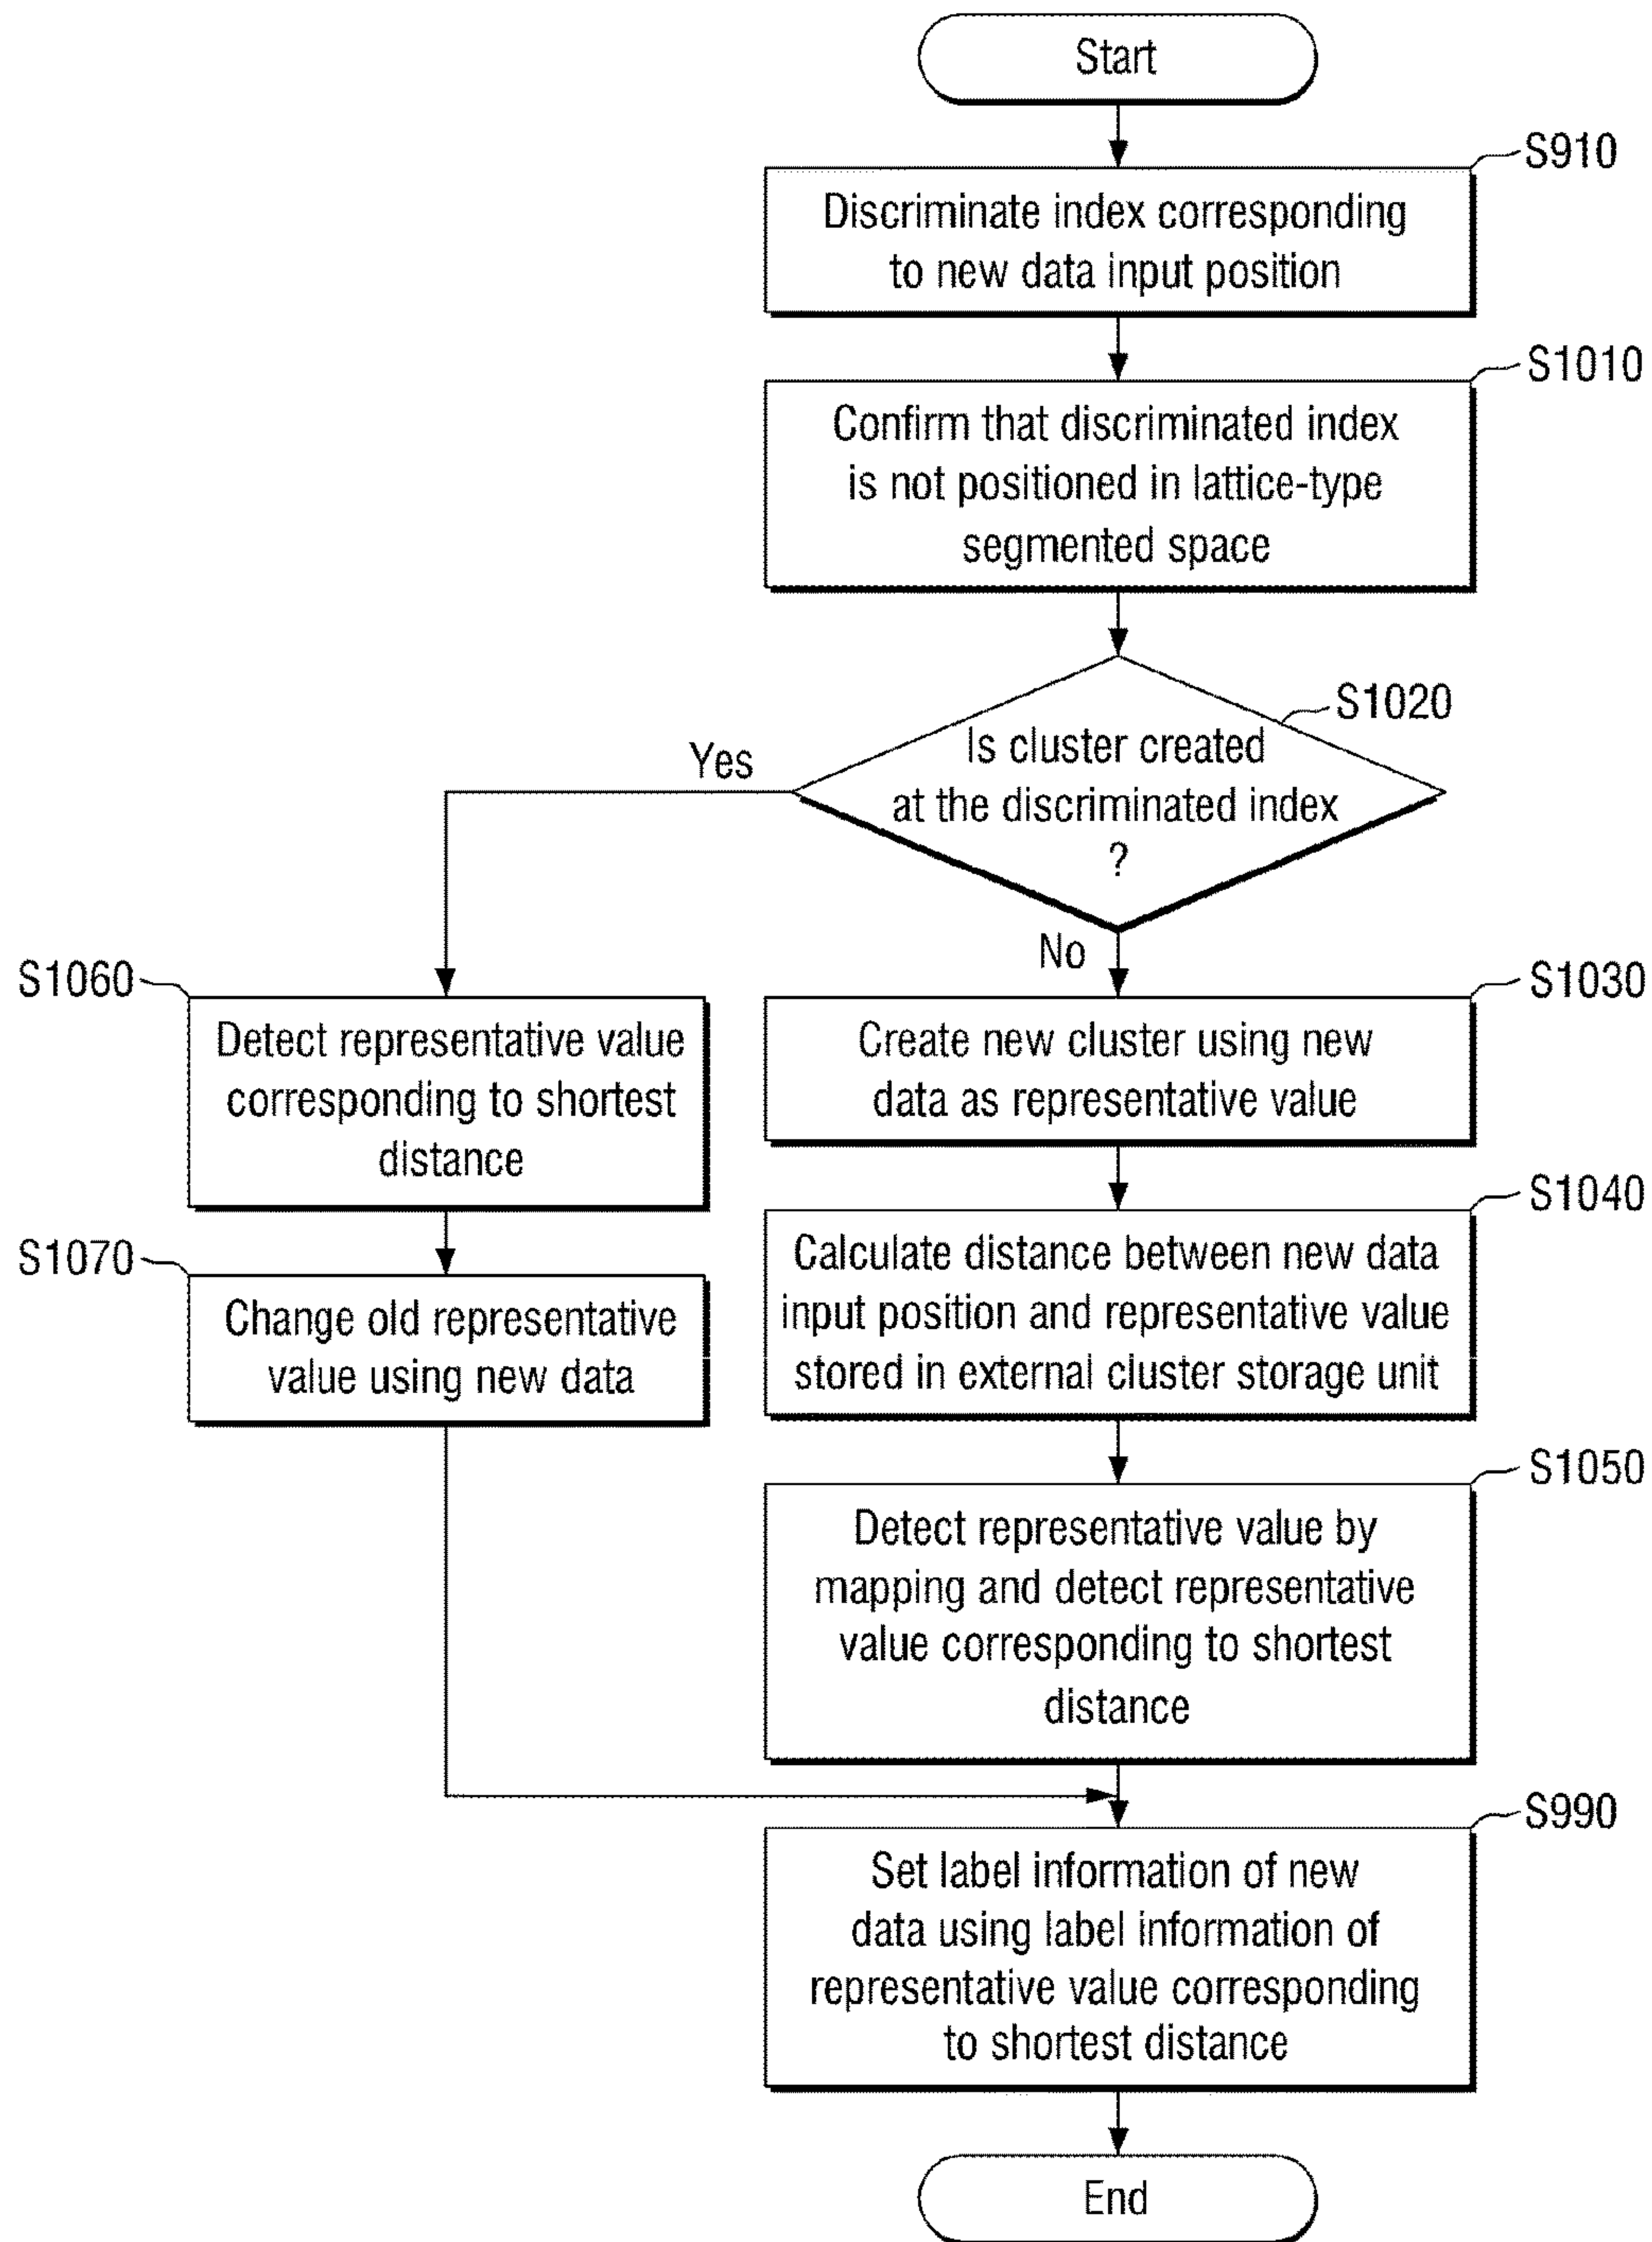 Start
S910
Discriminate index corresponding
to new data input position
S1010
Confirm that discriminated index
is not positioned in lattice-type
segmented space
S1020
Is cluster created
at the discriminated index
?
Yes
No
S1060
Detect representative value
corresponding to shortest
distance
S1070
Change old representative
value using new data
S1030
Create new cluster using new
data as representative value
S1040
Calculate distance between new data
input position and representative value
stored in external cluster storage unit
S1050
Detect representative value by
mapping and detect representative
value corresponding to shortest
distance
S990
Set label information of new
data using label information of
representative value corresponding
to shortest distance
End